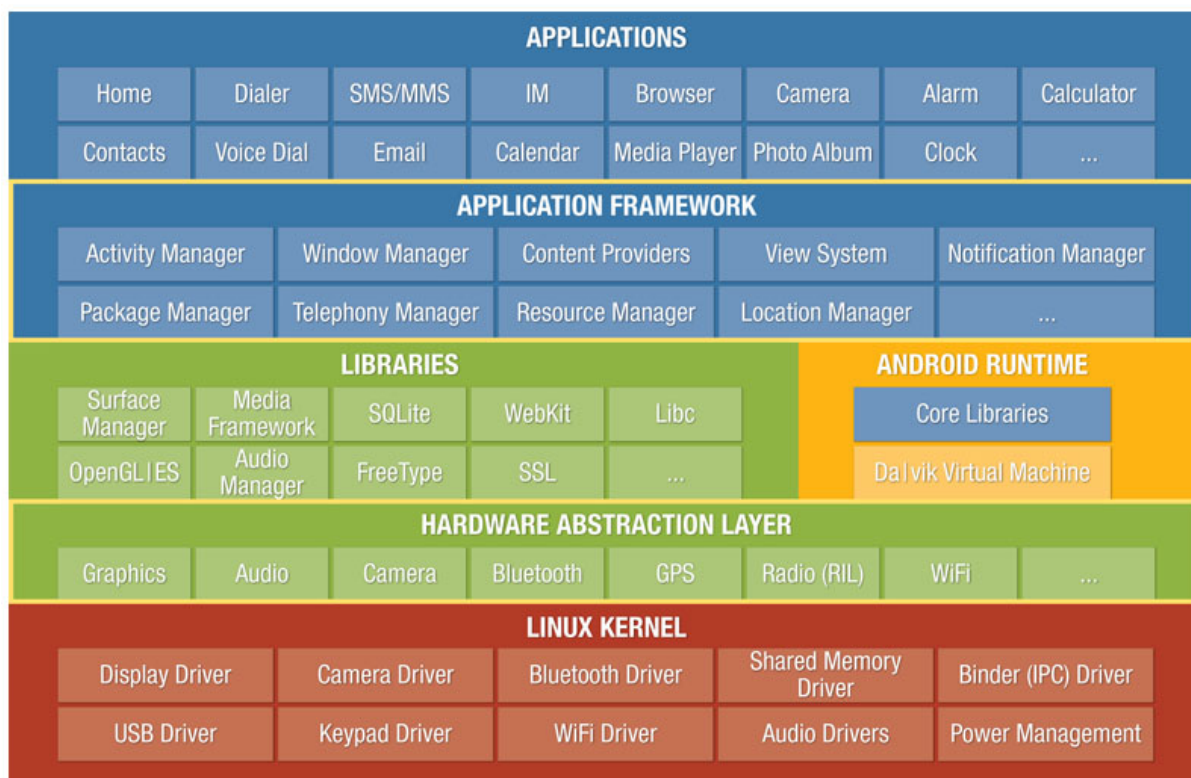 APPLICATIONS
Home Dialer SMS/MMS IM Browser Camera Alarm Calculator
Contacts Voice Dial Email Calendar Media Player Photo Album Clock ...
APPLICATION FRAMEWORK
Activity Manager Window Manager Content Providers View System Notification Manager
Package Manager Telephony Manager Resource Manager Location Manager ...
LIBRARIES ANDROID RUNTIME
Surface Manager Media Framework SQLite WebKit Libc Core Libraries
OpenGL|ES Audio Manager FreeType SSL ... Da|vik Virtual Machine
HARDWARE ABSTRACTION LAYER
Graphics Audio Camera Bluetooth GPS Radio (RIL) WiFi ...
LINUX KERNEL
Display Driver Camera Driver Bluetooth Driver Shared Memory Driver Binder (IPC) Driver
USB Driver Keypad Driver WiFi Driver Audio Drivers Power Management